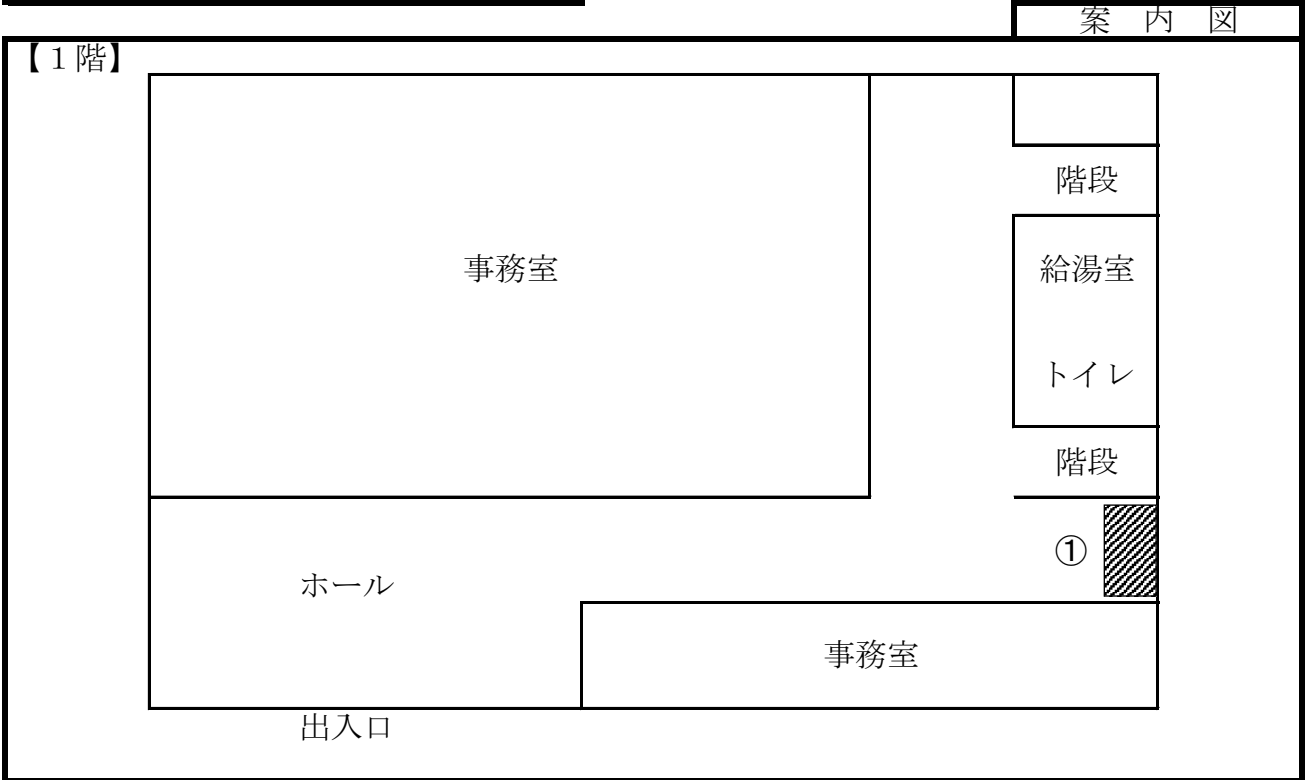 案　内　図
【１階】
階段
事務室
給湯室
トイレ
階段
①
ホール
事務室
出入口